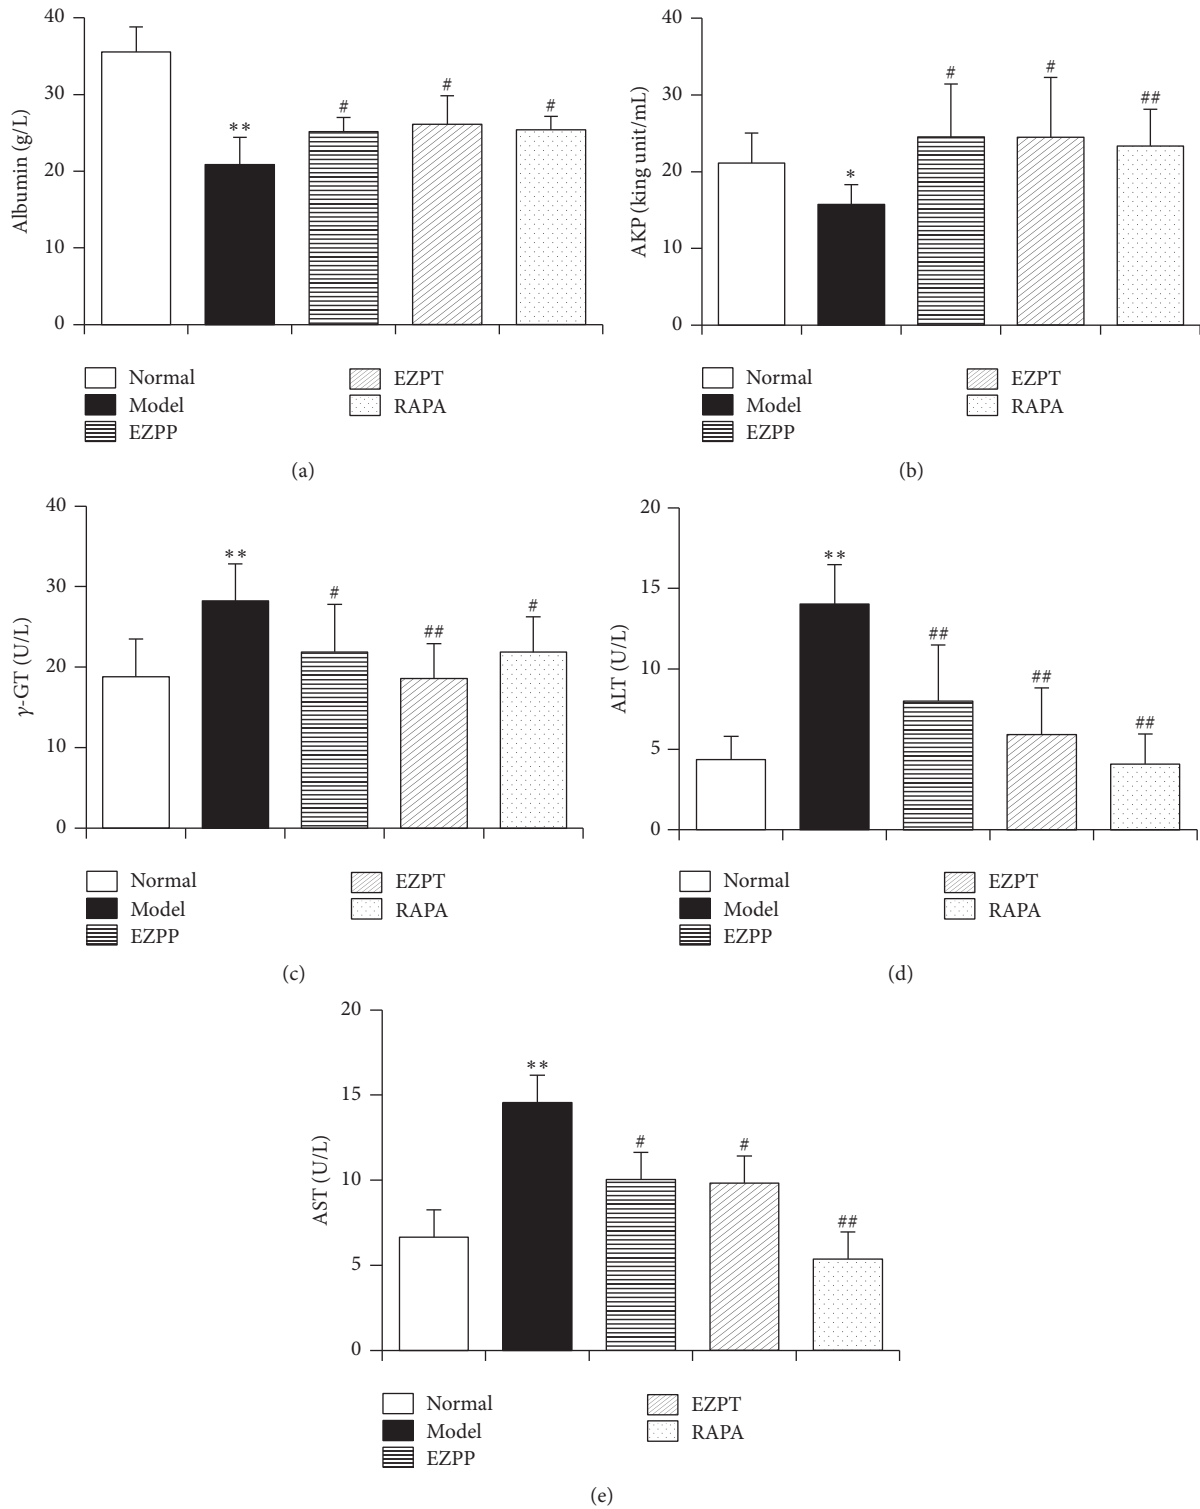 Albumin (g/L)
40
30
20
10
0
**
#
#
#
Normal
Model
EZPP
EZPT
RAPA
(a)
AKP (king unit/mL)
40
30
20
10
0
*
#
#
##
Normal
Model
EZPP
EZPT
RAPA
(b)
γ-GT (U/L)
40
30
20
10
0
**
#
##
#
Normal
Model
EZPP
EZPT
RAPA
(c)
ALT (U/L)
20
15
10
5
0
**
##
##
##
Normal
Model
EZPP
EZPT
RAPA
(d)
AST (U/L)
20
15
10
5
0
**
#
#
##
Normal
Model
EZPP
EZPT
RAPA
(e)